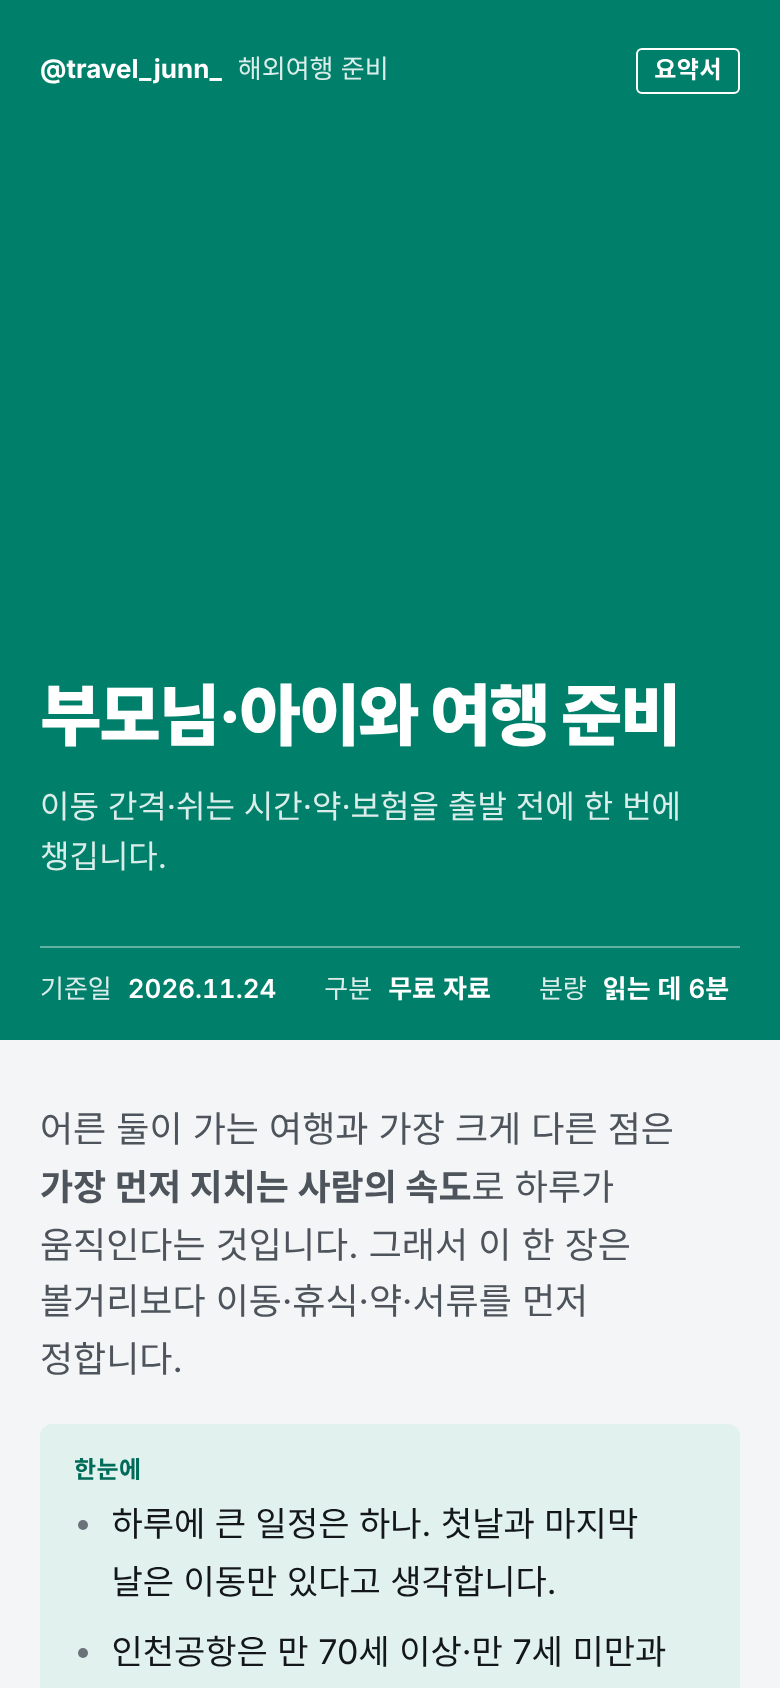 @travel_junn_ 해외여행 준비
요약서
부모님·아이와 여행 준비
이동 간격·쉬는 시간·약·보험을 출발 전에 한 번에
챙깁니다.
기준일 2026.11.24 구분 무료 자료 분량 읽는 데 6분
어른 둘이 가는 여행과 가장 크게 다른 점은
가장 먼저 지치는 사람의 속도로 하루가
움직인다는 것입니다. 그래서 이 한 장은
볼거리보다 이동·휴식·약·서류를 먼저
정합니다.
한눈에
• 하루에 큰 일정은 하나. 첫날과 마지막
날은 이동만 있다고 생각합니다.
• 인천공항은 만 70세 이상·만 7세 미만과